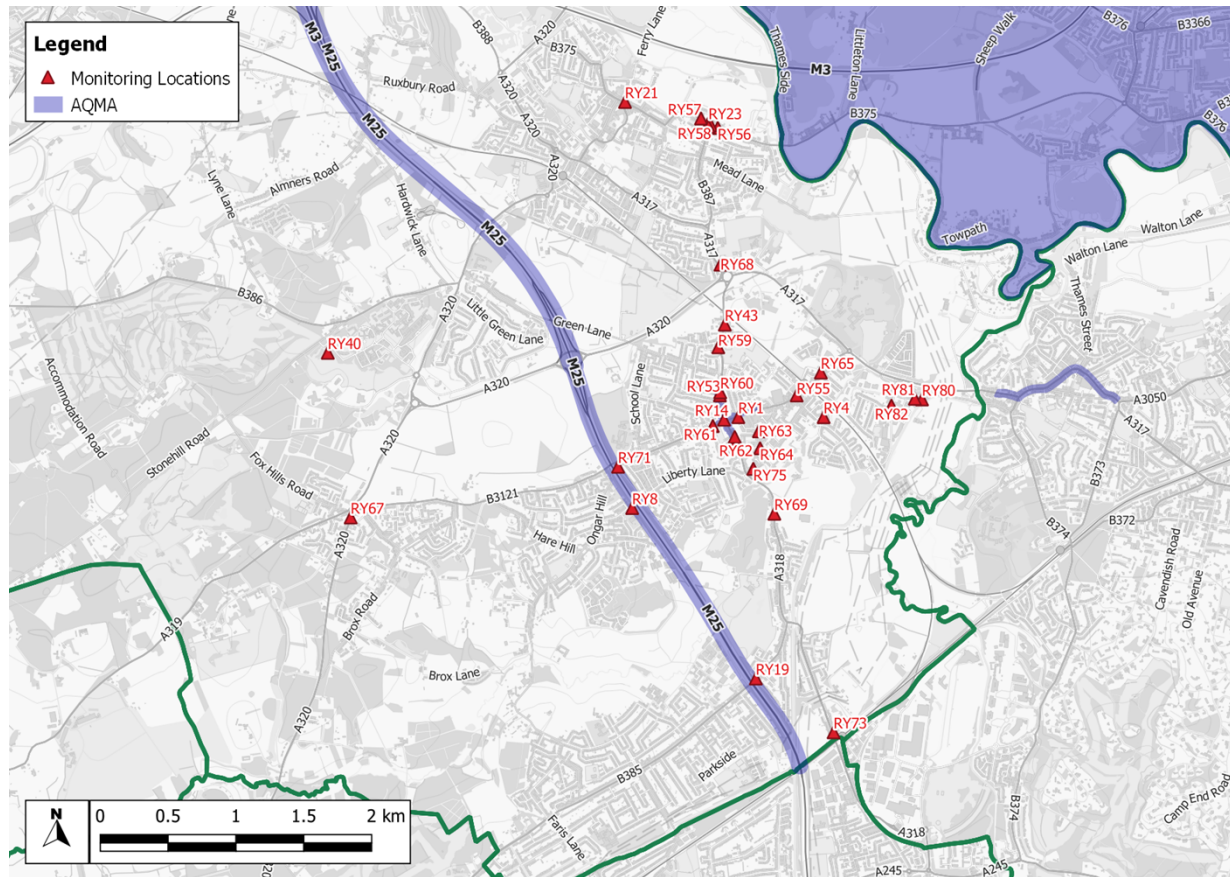 Legend
Monitoring Locations
AQMA
M3 M25
B388
A320
Ferry Lane
B375
Ruxbury Road
A320
A320
Thames Side
Littleton Lane
Sheep Walk
B376
B3366
M3
M25
RY21
RY57
RY23
RY58
RY56
B375
B376
Almners Road
Lyne Lane
Hardwick Lane
A320
A317
Mead Lane
B387
M25
A317
Towpath
Walton Lane
Walton Lane
RY68
B386
A320
Little Green Lane
Green Lane
A320
A317
Thames Street
RY43
RY40
RY59
M25
School Lane
RY65
Accommodation Road
A320
RY53
RY60
RY55
RY81
RY80
A3050
RY14
RY1
RY4
RY82
RY61
RY63
A317
A320
Stonehill Road
RY62
RY64
Fox Hills Road
RY71
Liberty Lane
RY75
B373
B3121
RY67
RY8
RY69
B374
B372
A320
Ongar Hill
Hare Hill
A318
Cavendish Road
Old Avenue
A319
Brox Road
M25
Brox Lane
RY19
A320
RY73
B385
Parkside
N
0 0.5 1 1.5 2 km
Faris Lane
B374
Camp End Road
A318
A320
A245
A245